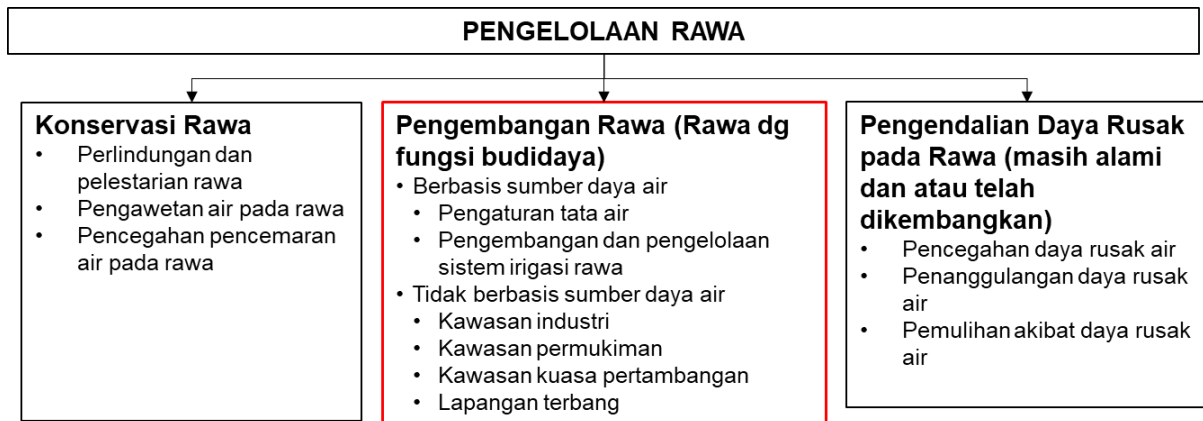 PENGELOLAAN RAWA
Konservasi Rawa
• Perlindungan dan
pelestarian rawa
• Pengawetan air pada rawa
• Pencegahan pencemaran
air pada rawa
Pengembangan Rawa (Rawa dg
fungsi budidaya)
• Berbasis sumber daya air
• Pengaturan tata air
• Pengembangan dan pengelolaan
sistem irigasi rawa
• Tidak berbasis sumber daya air
• Kawasan industri
• Kawasan permukiman
• Kawasan kuasa pertambangan
• Lapangan terbang
Pengendalian Daya Rusak
pada Rawa (masih alami
dan atau telah
dikembangkan)
• Pencegahan daya rusak air
• Penanggulangan daya rusak
air
• Pemulihan akibat daya rusak
air